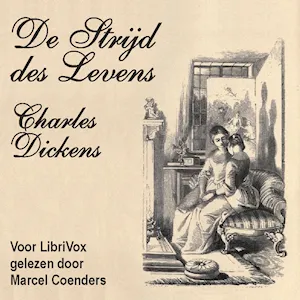 De Strijd
des Levens
Charles
Dickens
Voor LibriVox
gelezen door
Marcel Coenders